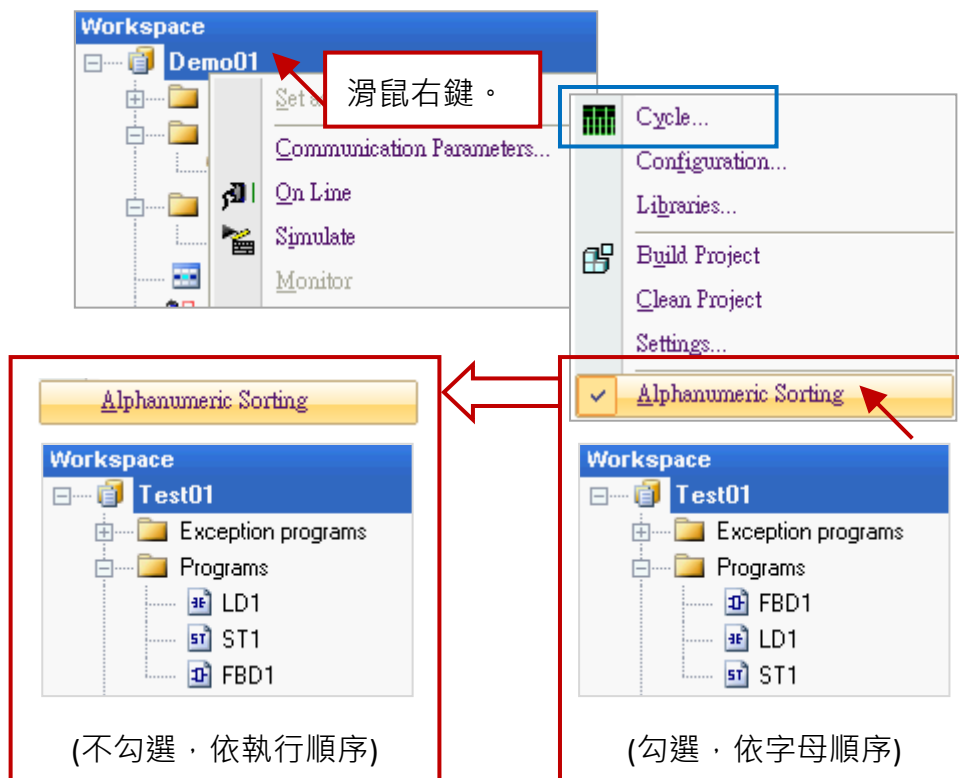 Workspace
Demo01
滑鼠右鍵。
Set a
Communication Parameters...
On Line
Simulate
Monitor
Cycle...
Configuration...
Libraries...
Build Project
Clean Project
Settings...
Alphanumeric Sorting
Alphanumeric Sorting
Workspace
Test01
Exception programs
Programs
LD1
ST1
FBD1
(不勾選，依執行順序)
Workspace
Test01
Exception programs
Programs
FBD1
LD1
ST1
(勾選，依字母順序)